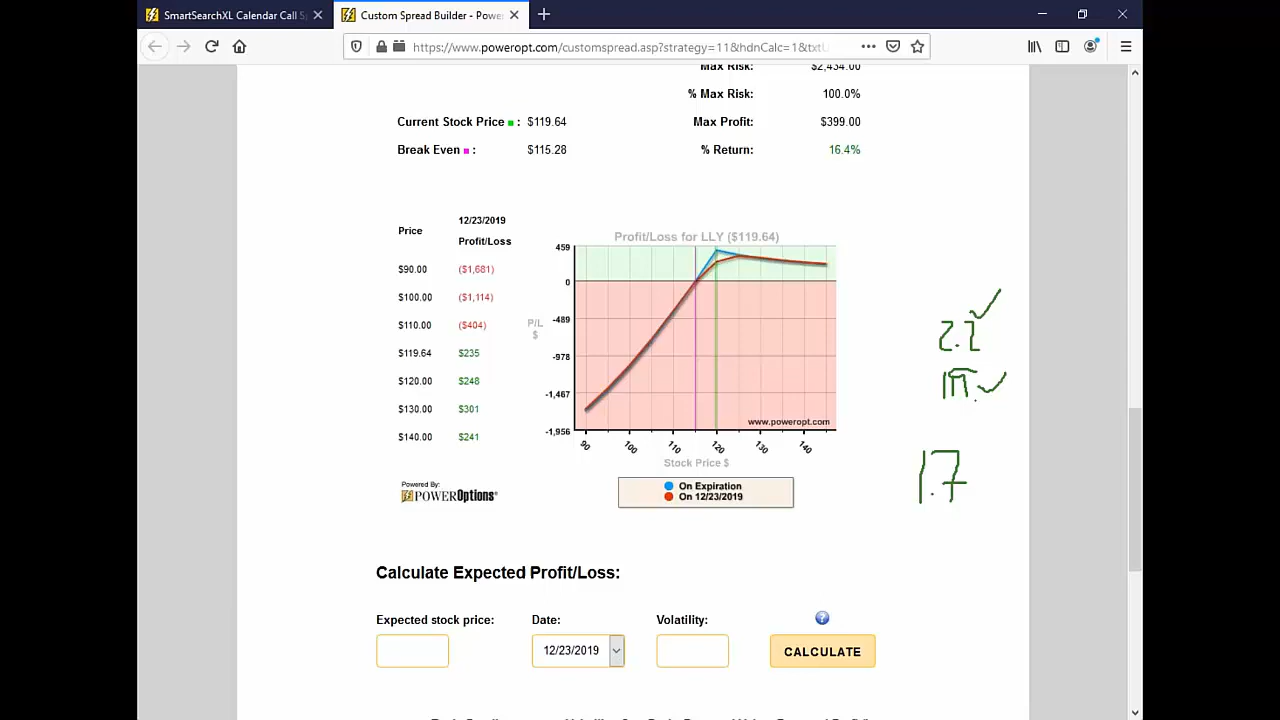 SmartSearchXL Calendar Call S
Custom Spread Builder - Powe
https://www.poweropt.com/customspread.asp?strategy=11&hdnCalc=1&txtU
Max Risk: $2,434.00
% Max Risk: 100.0%
Current Stock Price : $119.64 Max Profit: $399.00
Break Even : $115.28 % Return: 16.4%
12/23/2019
Price Profit/Loss
$90.00 ($1,681)
$100.00 ($1,114)
$110.00 ($404)
$119.64 $235
$120.00 $248
$130.00 $301
$140.00 $241
Profit/Loss for LLY ($119.64)
459
0
-489
-978
-1,467
-1,956
P/L
$
90 100 110 120 130 140
www.poweropt.com
Stock Price $
On Expiration
On 12/23/2019
Powered By:
POWEROptions
2.2
1.7
Calculate Expected Profit/Loss:
Expected stock price: Date: Volatility:
12/23/2019
CALCULATE